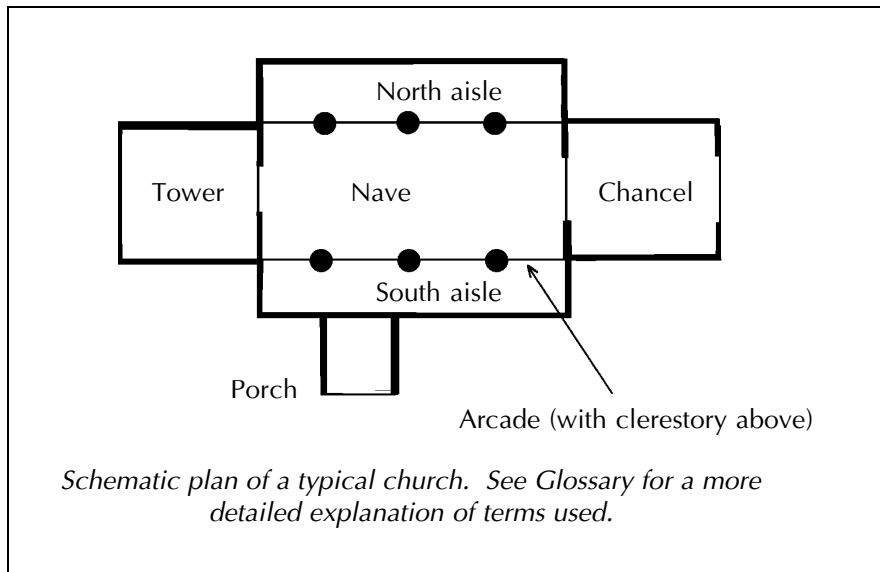 North aisle
Tower
Nave
Chancel
South aisle
Porch
Arcade (with clerestory above)
Schematic plan of a typical church.  See Glossary for a more
detailed explanation of terms used.